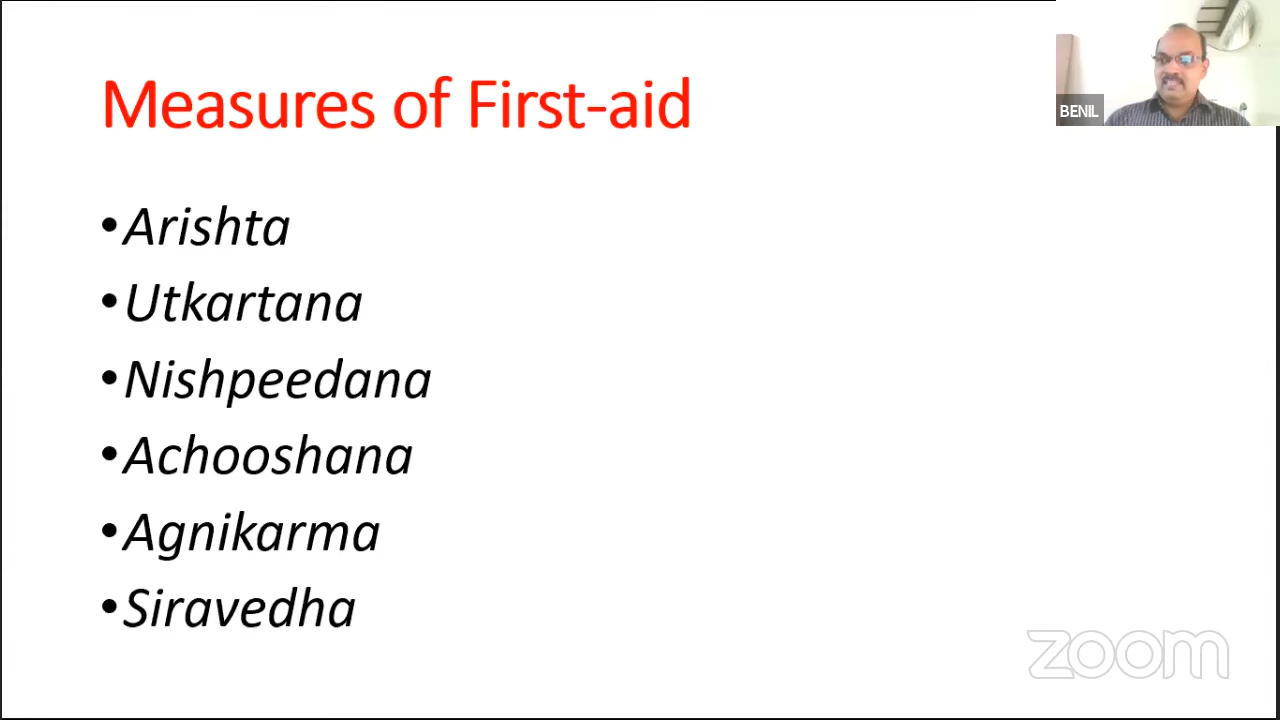 Measures of First-aid
BENIL
•Arishta
•Utkartana
•Nishpeedana
•Achooshana
•Agnikarma
•Siravedha
zoom